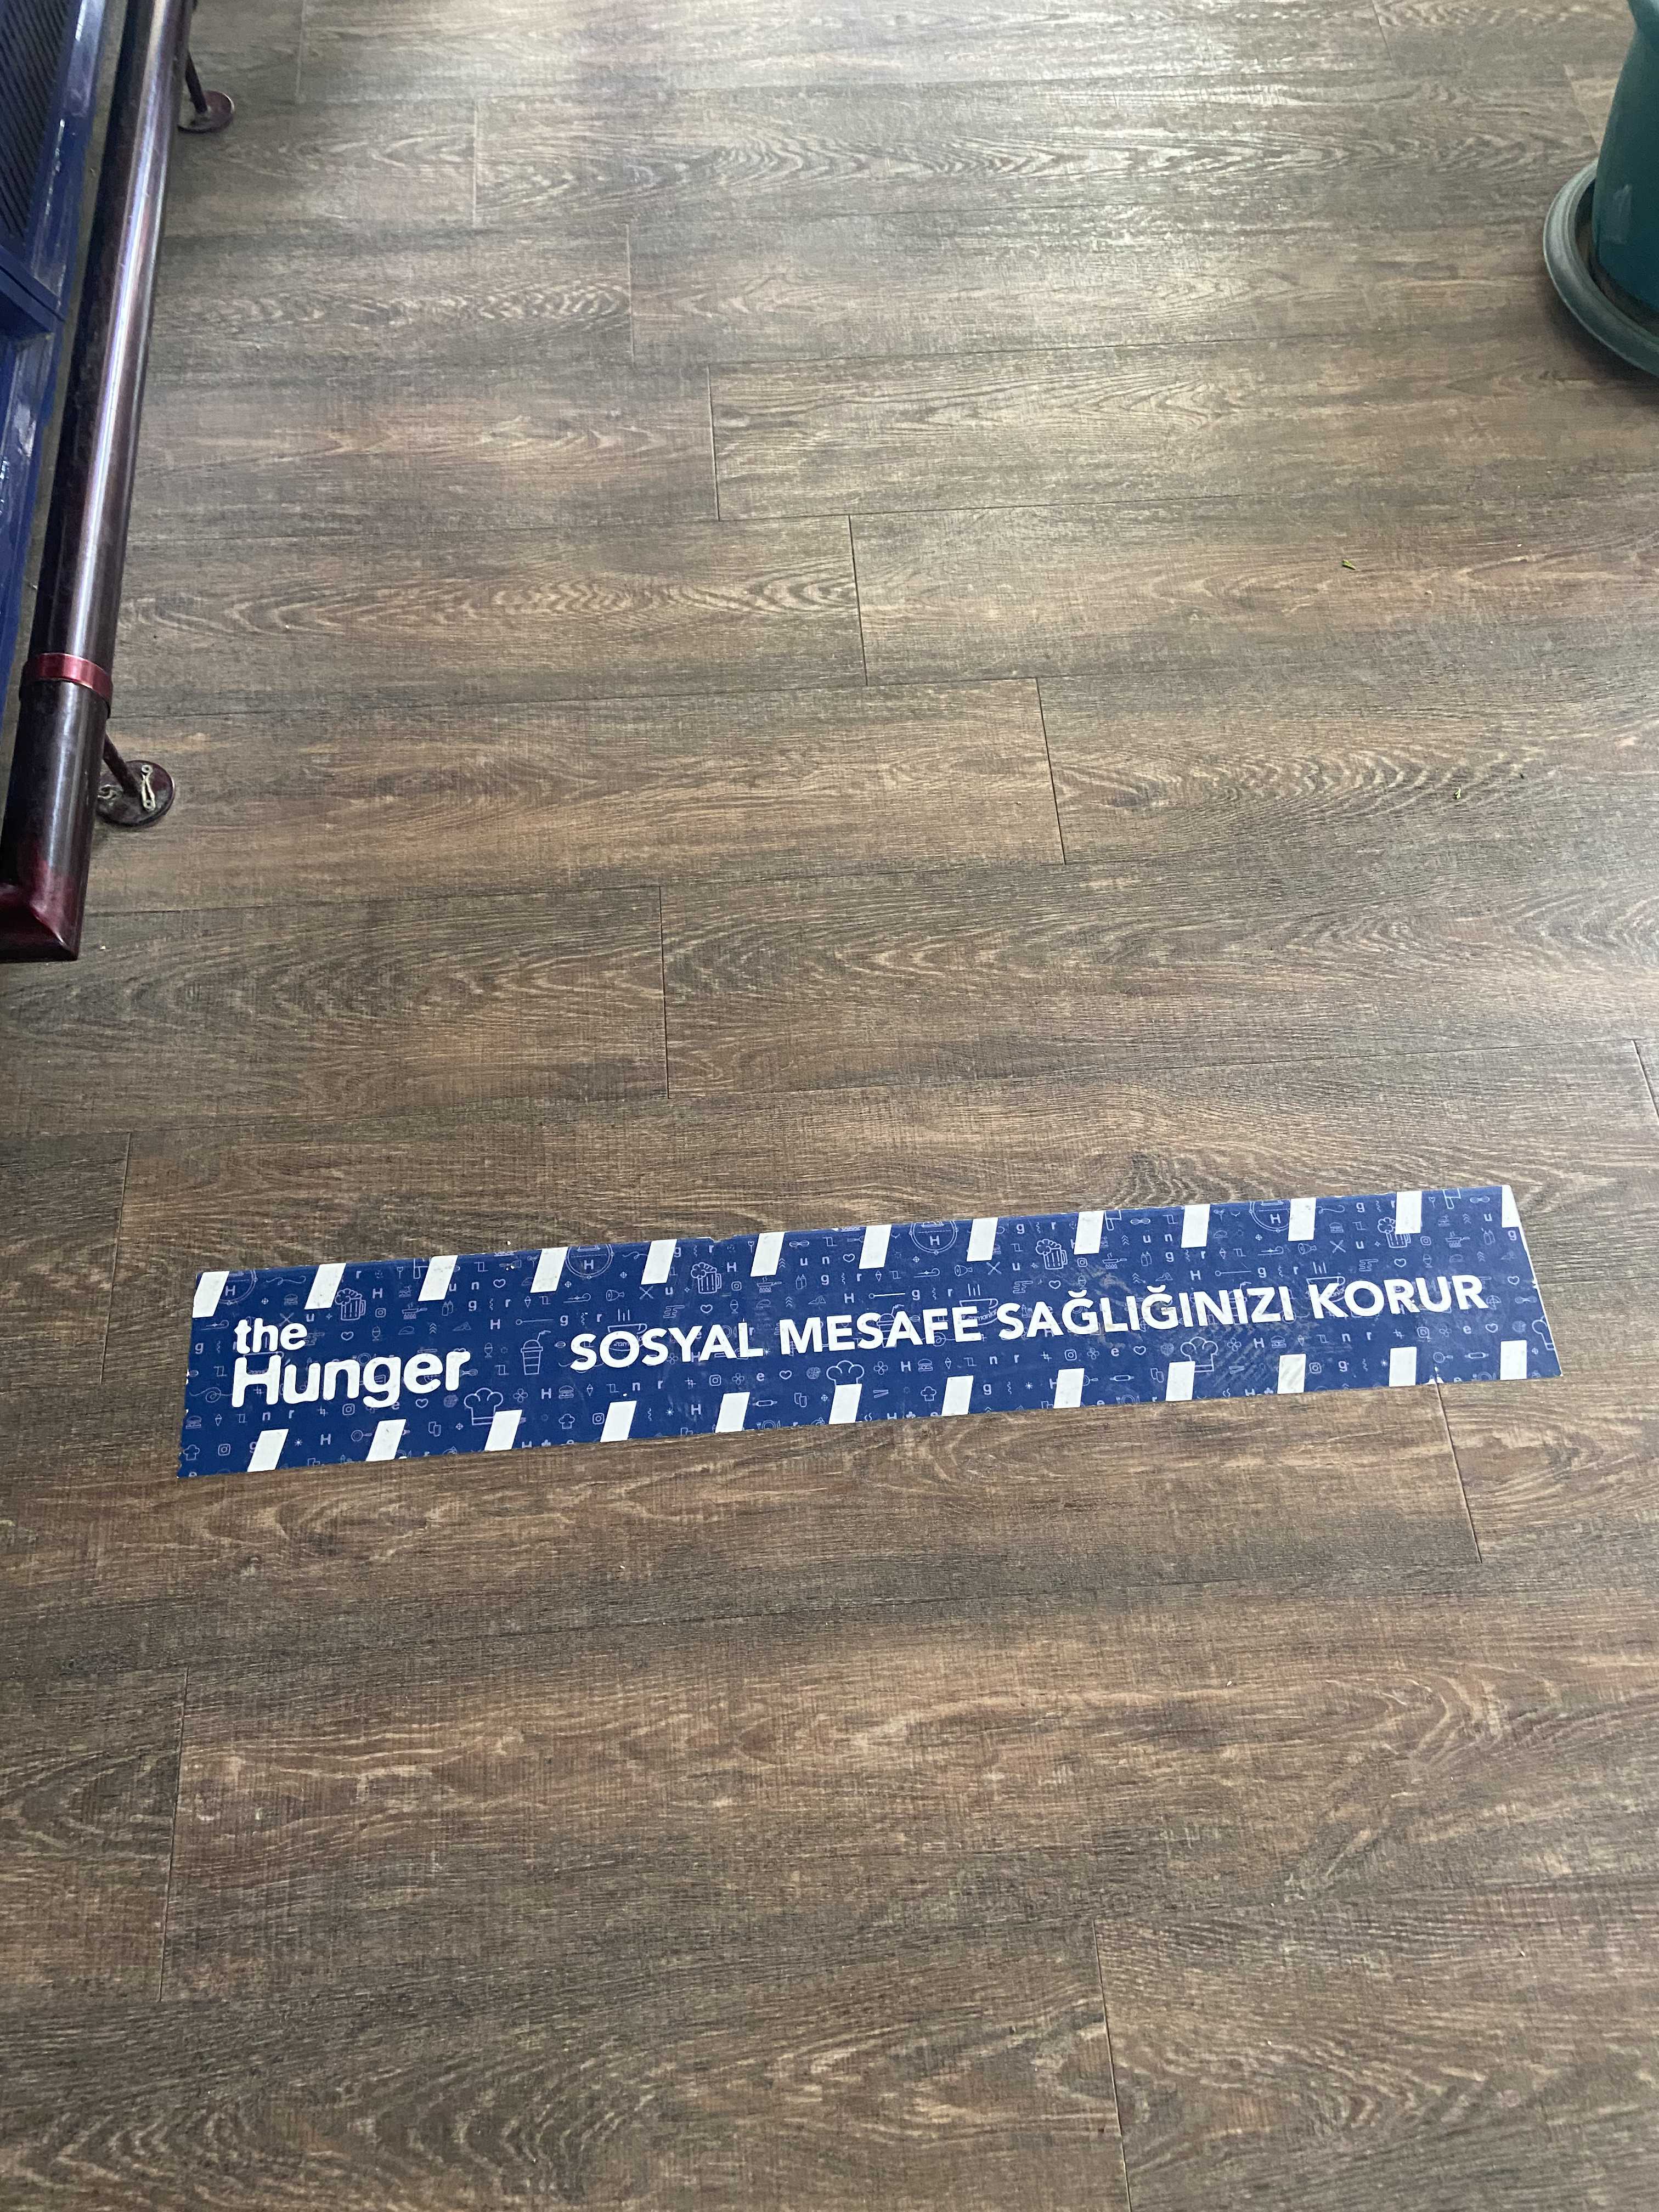 the
Hunger
SOSYAL MESAFE SAĞLIĞINIZI KORUR